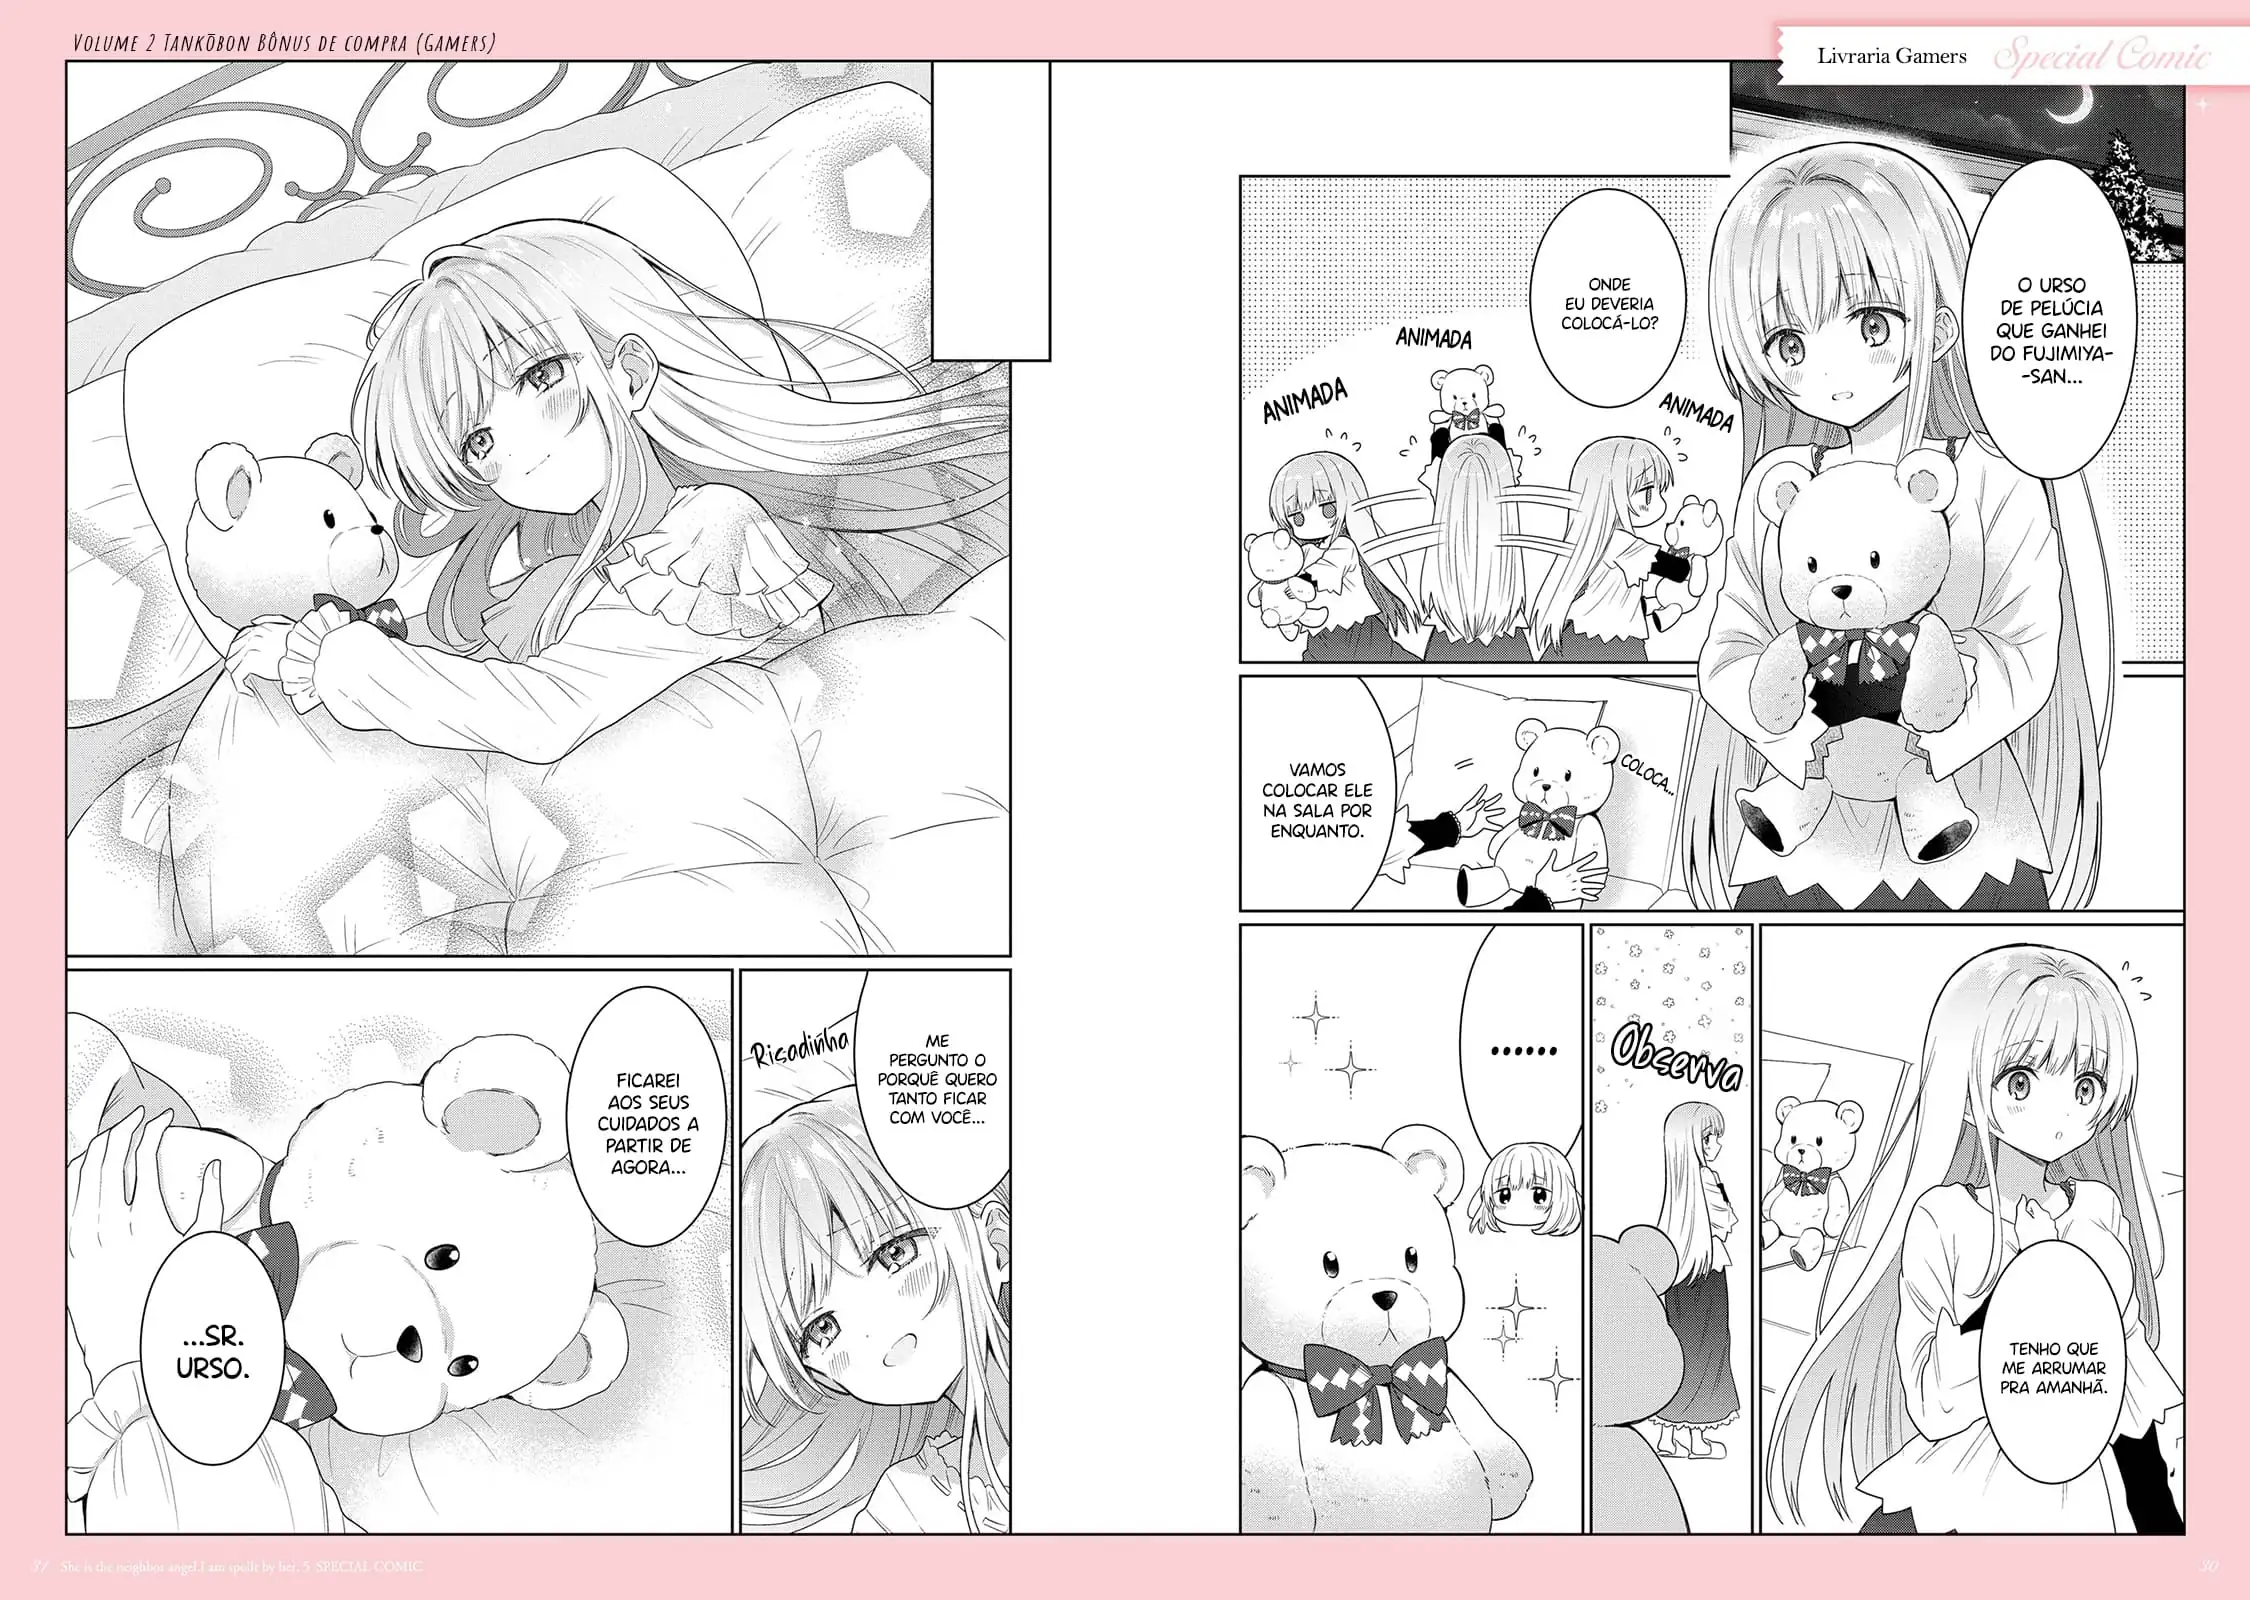 Volume 2 Tankōbon Bônus de compra (Gamers)
Livraria Gamers Special Comic
O URSO
DE PELÚCIA
QUE GANHEI
DO FUJIMIYA-
-SAN...
ONDE
EU DEVERIA
COLOCÁ-LO?
ANIMADA
ANIMADA
ANIMADA
VAMOS
COLOCAR ELE
NA SALA POR
ENQUANTO.
COLOCA...
TENHO QUE
ME ARRUMAR
PRA AMANHÃ.
Observa
.......
ME
PERGUNTO O
PORQUÊ QUERO
TANTO FICAR
COM VOCÊ...
Risadinha
FICAREI
AOS SEUS
CUIDADOS A
PARTIR DE
AGORA...
...SR.
URSO.
31 She is the neighbor angel.I am spoilt by her. 5 SPECIAL COMIC
30